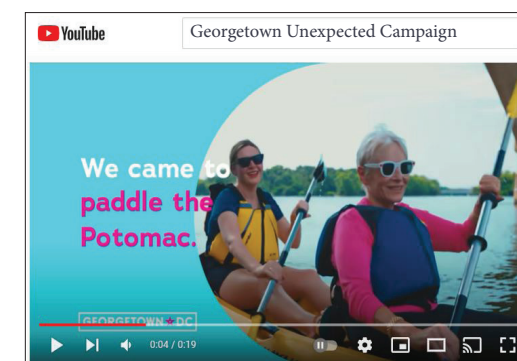 YouTube
Georgetown Unexpected Campaign
We came to
paddle the
Potomac.
GEORGETOWN★DC
0:04 / 0:19